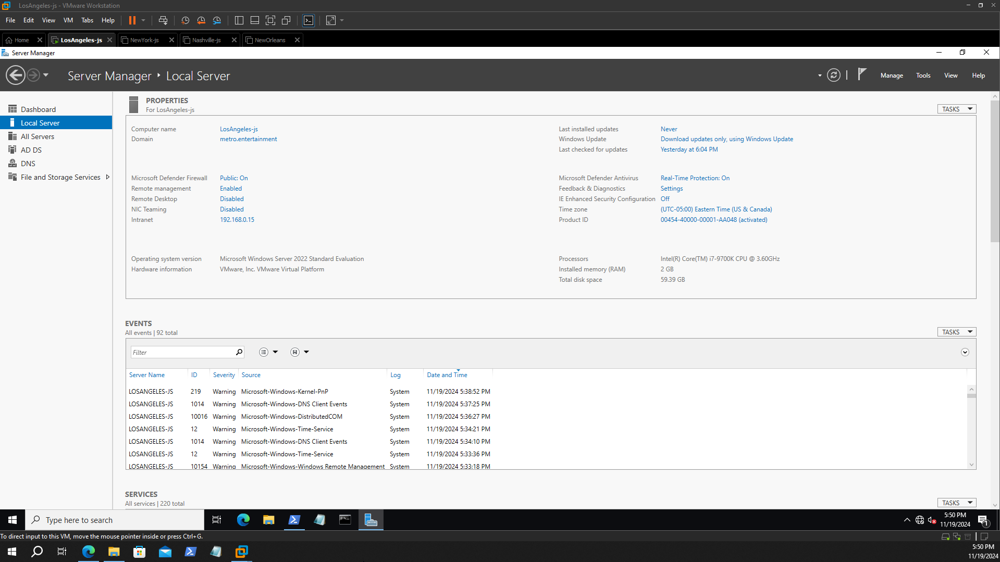 LosAngeles-js - VMware Workstation
File Edit View VM Tabs Help
Home LosAngeles-js NewYork-js Nashville-js NewOrleans
Server Manager
Server Manager Local Server
Manage Tools View Help
Dashboard
Local Server
All Servers
AD DS
DNS
File and Storage Services
PROPERTIES
For LosAngeles-js
TASKS
Computer name LosAngeles-js
Domain metro.entertainment
Last installed updates Never
Windows Update Download updates only, using Windows Update
Last checked for updates Yesterday at 6:04 PM
Microsoft Defender Firewall Public: On
Remote management Enabled
Remote Desktop Disabled
NIC Teaming Disabled
Intranet 192.168.0.15
Microsoft Defender Antivirus Real-Time Protection: On
Feedback & Diagnostics Settings
IE Enhanced Security Configuration Off
Time zone (UTC-05:00) Eastern Time (US & Canada)
Product ID 00454-40000-00001-AA048 (activated)
Operating system version Microsoft Windows Server 2022 Standard Evaluation
Hardware information VMware, Inc. VMware Virtual Platform
Processors Intel(R) Core(TM) i7-9700K CPU @ 3.60GHz
Installed memory (RAM) 2 GB
Total disk space 59.39 GB
EVENTS
All events | 92 total
TASKS
Filter
Server Name ID Severity Source Log Date and Time
LOSANGELES-JS 219 Warning Microsoft-Windows-Kernel-PnP System 11/19/2024 5:38:52 PM
LOSANGELES-JS 1014 Warning Microsoft-Windows-DNS Client Events System 11/19/2024 5:37:25 PM
LOSANGELES-JS 10016 Warning Microsoft-Windows-DistributedCOM System 11/19/2024 5:36:27 PM
LOSANGELES-JS 12 Warning Microsoft-Windows-Time-Service System 11/19/2024 5:34:21 PM
LOSANGELES-JS 1014 Warning Microsoft-Windows-DNS Client Events System 11/19/2024 5:34:10 PM
LOSANGELES-JS 12 Warning Microsoft-Windows-Time-Service System 11/19/2024 5:33:36 PM
LOSANGELES-JS 10154 Warning Microsoft-Windows-Windows Remote Management System 11/19/2024 5:33:18 PM
SERVICES
All services | 220 total
TASKS
Type here to search
5:50 PM
11/19/2024
1
To direct input to this VM, move the mouse pointer inside or press Ctrl+G.
5:50 PM
11/19/2024